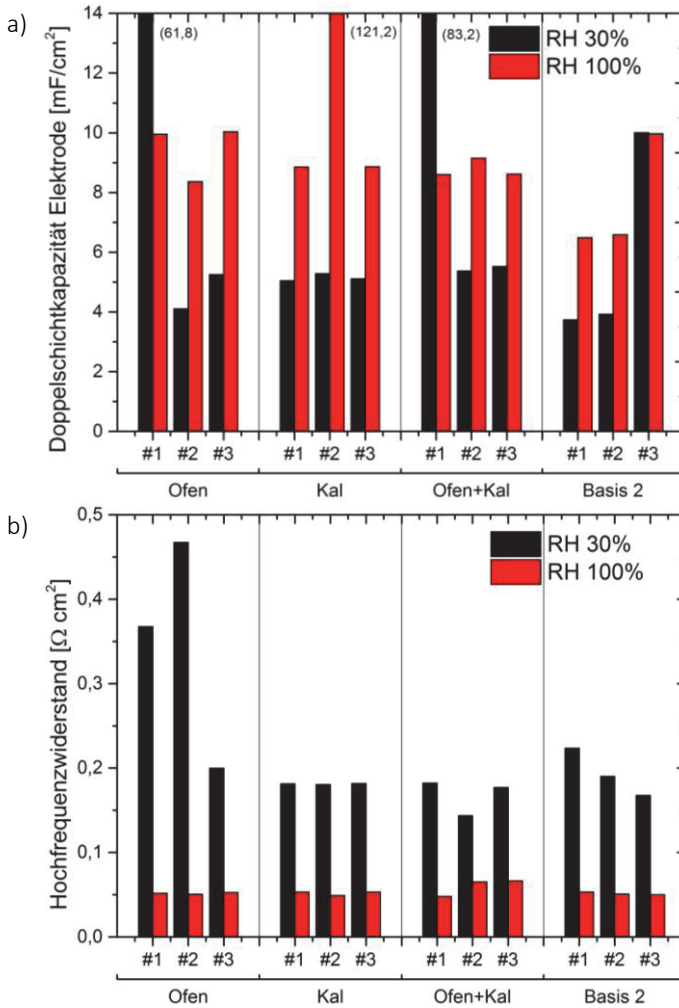 a)
Doppelschichtkapazität Elektrode [mF/cm²]
14
12
10
8
6
4
2
0
(61,8)
(121,2)
(83,2)
RH 30%
RH 100%
#1 #2 #3 #1 #2 #3 #1 #2 #3 #1 #2 #3
Ofen Kal Ofen+Kal Basis 2
b)
Hochfrequenzwiderstand [Ω cm²]
0,5
0,4
0,3
0,2
0,1
0,0
RH 30%
RH 100%
#1 #2 #3 #1 #2 #3 #1 #2 #3 #1 #2 #3
Ofen Kal Ofen+Kal Basis 2